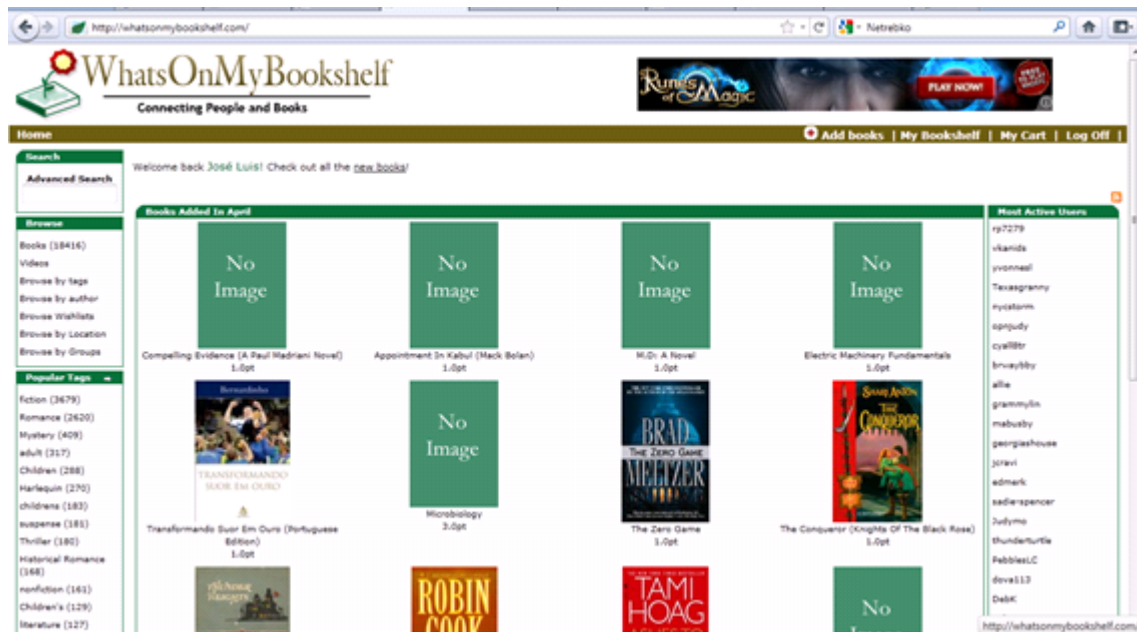 http://whatsonmybookshelf.com/
Netrebko
WhatsOnMyBookshelf
Connecting People and Books
Runes of Magic
PLAY NOW!
Home
Add books | My Bookshelf | My Cart | Log Off |
Search
Advanced Search
Welcome back José Luis! Check out all the new books!
Browse
Books (18416)
Videos
Browse by tags
Browse by author
Browse Wishlists
Browse by Location
Browse by Groups
Popular Tags
fiction (3679)
Romance (2620)
Mystery (409)
adult (317)
Children (288)
Harlequin (270)
childrens (183)
suspense (181)
Thriller (180)
Historical Romance
(168)
nonfiction (161)
Children's (129)
literature (127)
Books Added In April
No
Image
No
Image
No
Image
No
Image
Compelling Evidence (A Paul Madriani Novel)
1.0pt
Appointment In Kabul (Mack Bolan)
1.0pt
M.D: A Novel
1.0pt
Electric Machinery Fundamentals
1.0pt
Bernardinho
TRANSFORMANDO
SUOR EM OURO
Transformando Suor Em Ouro (Portuguese
Edition)
1.0pt
No
Image
Microbiology
3.0pt
BRAD
THE ZERO GAME
MELTZER
The Zero Game
1.0pt
THE
CONQUEROR
The Conqueror (Knights Of The Black Rose)
1.0pt
ROBIN
COOK
TAMI
HOAG
ASHES TO
No
Most Active Users
rp7279
vkanids
yvonnesl
Texasgranny
nycstorm
opnjudy
cyall8tr
brwaybby
allie
grammylin
mabusby
georgiashouse
jcravi
edmerk
sadie-spencer
Judymo
thunderturtle
PebblesLC
dova113
DebK
http://whatsonmybookshelf.com/